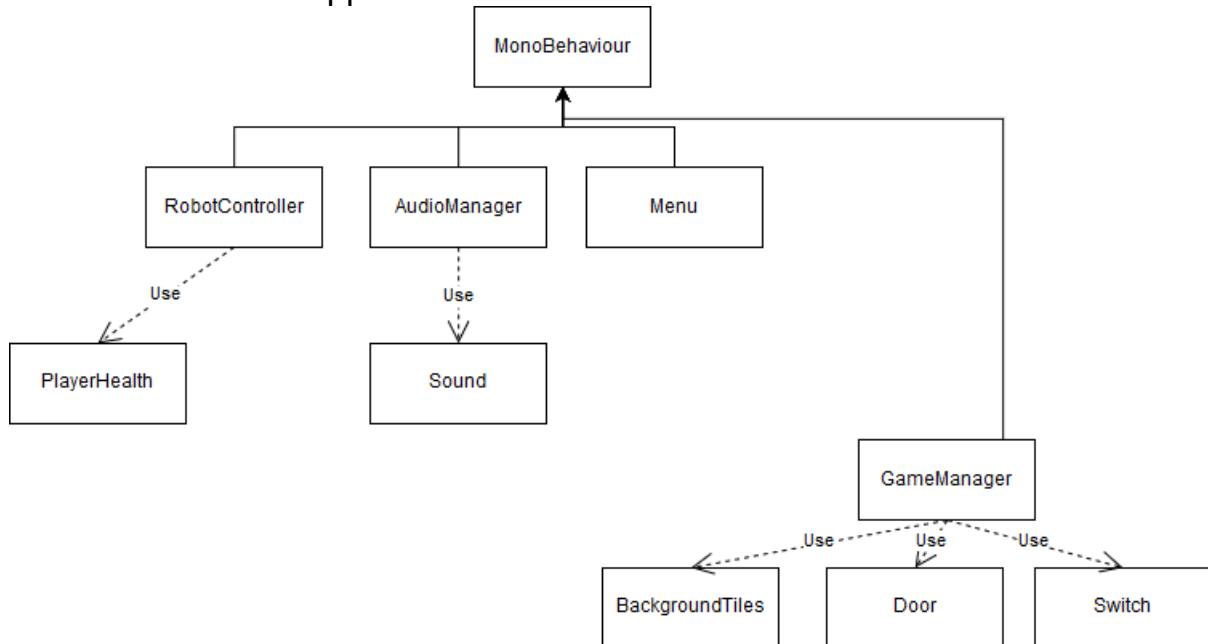 MonoBehaviour
RobotController
AudioManager
Menu
Use
Use
PlayerHealth
Sound
GameManager
Use
Use
Use
BackgroundTiles
Door
Switch